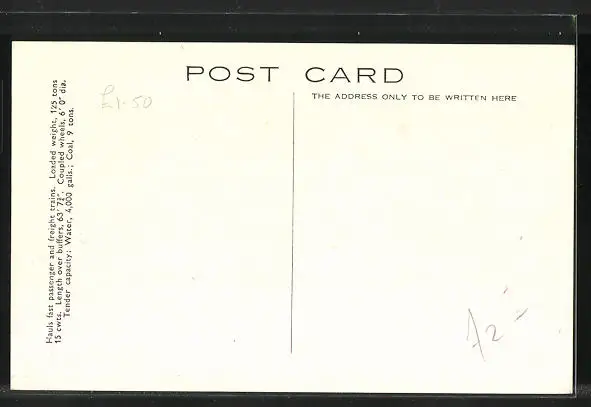 POST CARD
THE ADDRESS ONLY TO BE WRITTEN HERE
£1-50
Hauls fast passenger and freight trains. Loaded weight, 125 tons
15 cwts. Length over buffers, 63' 7¾". Coupled wheels, 6' 0" dia.
Tender capacity: Water, 4,000 galls.; Coal, 9 tons.